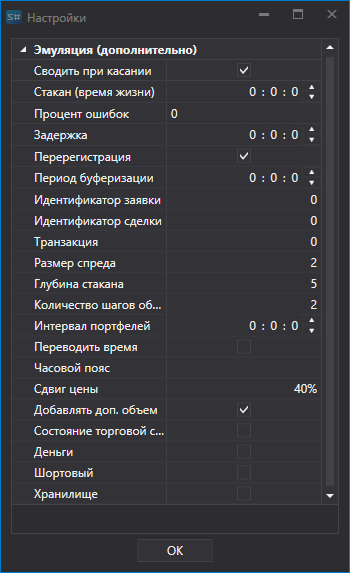 S# Настройки
Эмуляция (дополнительно)
Сводить при касании
Стакан (время жизни) 0 : 0 : 0
Процент ошибок 0
Задержка 0 : 0 : 0
Перерегистрация
Период буферизации 0 : 0 : 0
Идентификатор заявки 0
Идентификатор сделки 0
Транзакция 0
Размер спреда 2
Глубина стакана 5
Количество шагов об... 2
Интервал портфелей 0 : 0 : 0
Переводить время
Часовой пояс
Сдвиг цены 40%
Добавлять доп. объем
Состояние торговой с...
Деньги
Шортовый
Хранилище
OK